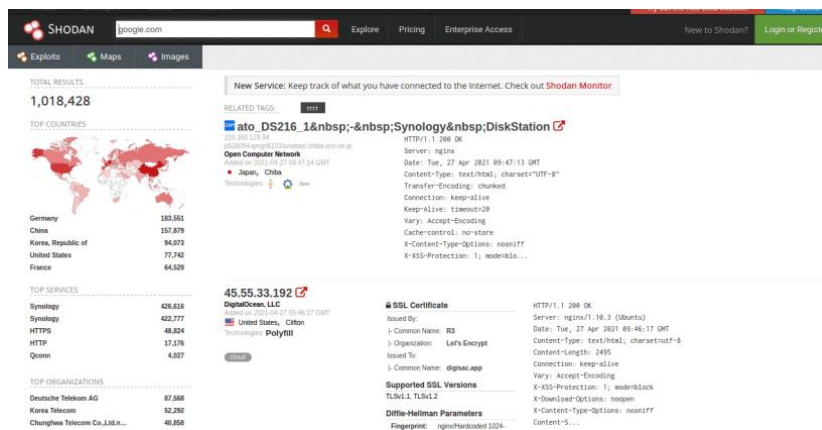 SHODAN
google.com
Explore
Pricing
Enterprise Access
New to Shodan?
Login or Registe
Exploits
Maps
Images
TOTAL RESULTS
1,018,428
TOP COUNTRIES
Germany 183,551
China 157,879
Korea, Republic of 94,073
United States 77,742
France 64,529
TOP SERVICES
Synology 426,616
Synology 422,777
HTTPS 48,824
HTTP 17,176
Qconn 4,027
TOP ORGANIZATIONS
Deutsche Telekom AG 87,568
Korea Telecom 52,292
Chunghwa Telecom Co.,Ltd.n... 40,858
New Service: Keep track of what you have connected to the Internet. Check out Shodan Monitor
RELATED TAGS:
ato_DS216_1&nbsp;-&nbsp;Synology&nbsp;DiskStation
Open Computer Network
Added on 2021-04-27 09:47:14 GMT
Japan, Chiba
Technologies:
HTTP/1.1 200 OK
Server: nginx
Date: Tue, 27 Apr 2021 09:47:13 GMT
Content-Type: text/html; charset="UTF-8"
Transfer-Encoding: chunked
Connection: keep-alive
Keep-Alive: timeout=20
Vary: Accept-Encoding
Cache-control: no-store
X-Content-Type-Options: nosniff
X-XSS-Protection: 1; mode=blo...
45.55.33.192
DigitalOcean, LLC
Added on 2021-04-27 09:46:17 GMT
United States, Clifton
Technologies: Polyfill
cloud
SSL Certificate
Issued By:
|- Common Name: R3
|- Organization: Let's Encrypt
Issued To:
|- Common Name: digisac.app
Supported SSL Versions
TLSv1.1, TLSv1.2
Diffie-Hellman Parameters
Fingerprint: nginx/Hardcoded 1024-
HTTP/1.1 200 OK
Server: nginx/1.10.3 (Ubuntu)
Date: Tue, 27 Apr 2021 09:46:17 GMT
Content-Type: text/html; charset=utf-8
Content-Length: 2495
Connection: keep-alive
Vary: Accept-Encoding
X-XSS-Protection: 1; mode=block
X-Download-Options: noopen
X-Content-Type-Options: nosniff
Content-S...